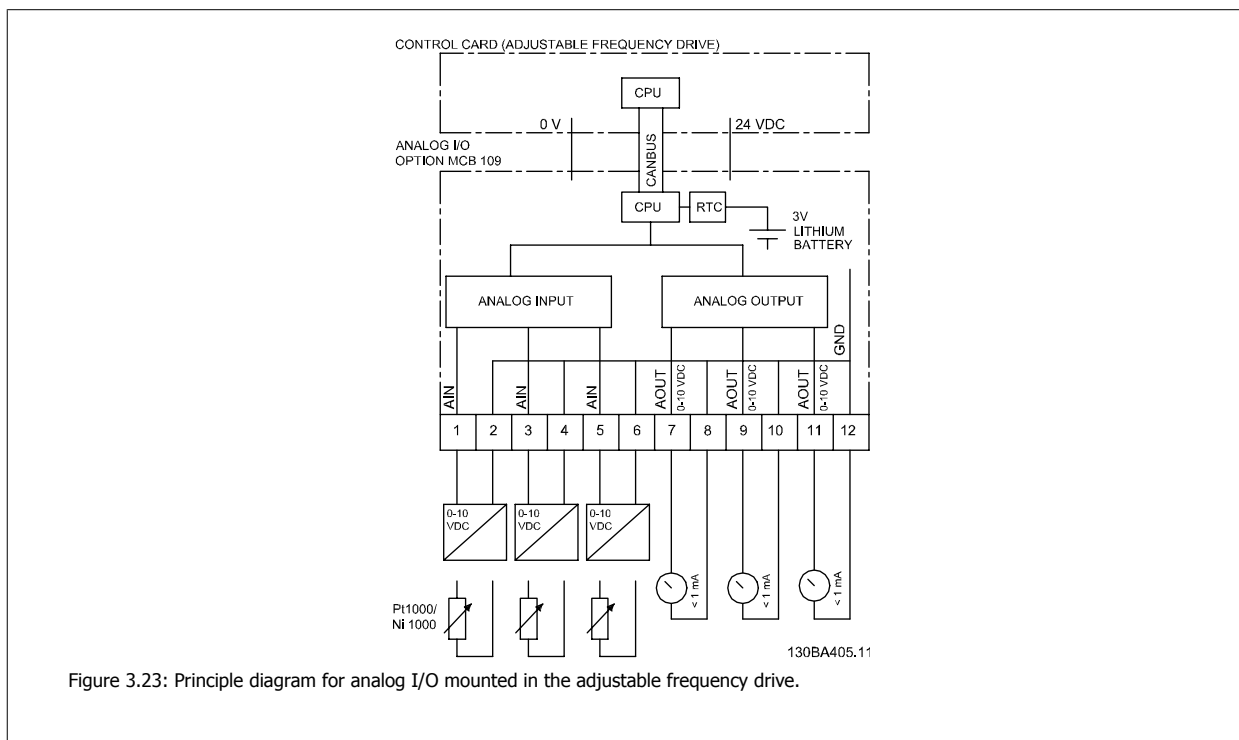 CONTROL CARD (ADJUSTABLE FREQUENCY DRIVE)
CPU
0 V
24 VDC
ANALOG I/O
OPTION MCB 109
CANBUS
CPU
RTC
3V
LITHIUM
BATTERY
ANALOG INPUT
ANALOG OUTPUT
GND
AIN
AIN
AIN
AOUT
0-10 VDC
AOUT
0-10 VDC
AOUT
0-10 VDC
1 2 3 4 5 6 7 8 9 10 11 12
0-10
VDC
0-10
VDC
0-10
VDC
< 1 mA
< 1 mA
< 1 mA
Pt1000/
Ni 1000
130BA405.11
Figure 3.23: Principle diagram for analog I/O mounted in the adjustable frequency drive.